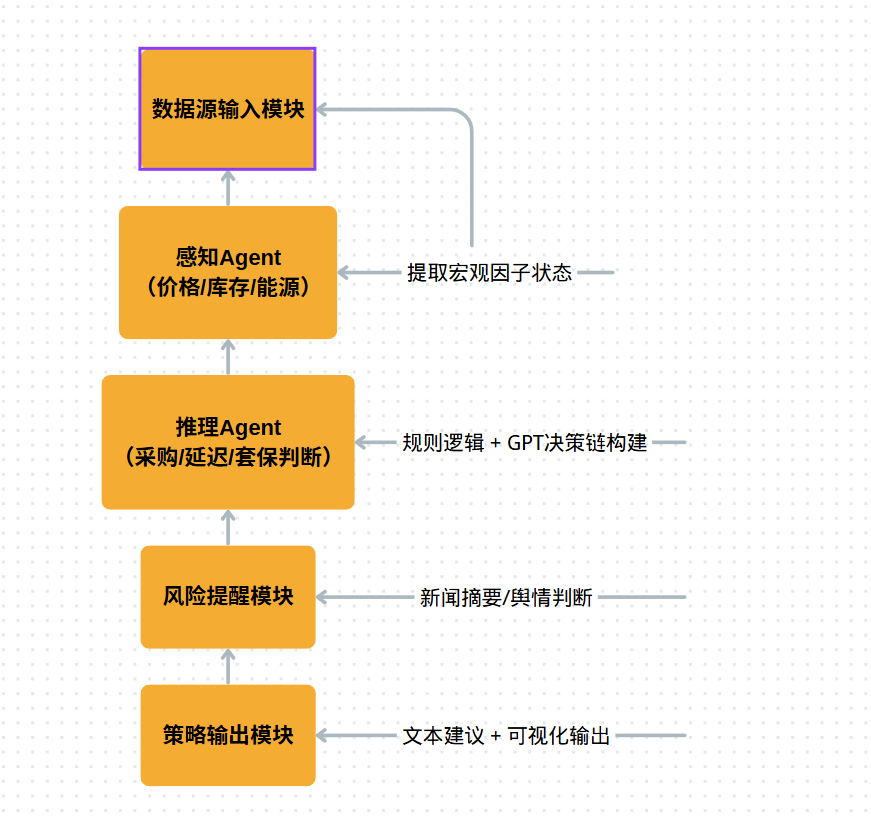 数据源输入模块
感知Agent
（价格/库存/能源）
提取宏观因子状态
推理Agent
（采购/延迟/套保判断）
规则逻辑 + GPT决策链构建
风险提醒模块
新闻摘要/舆情判断
策略输出模块
文本建议 + 可视化输出